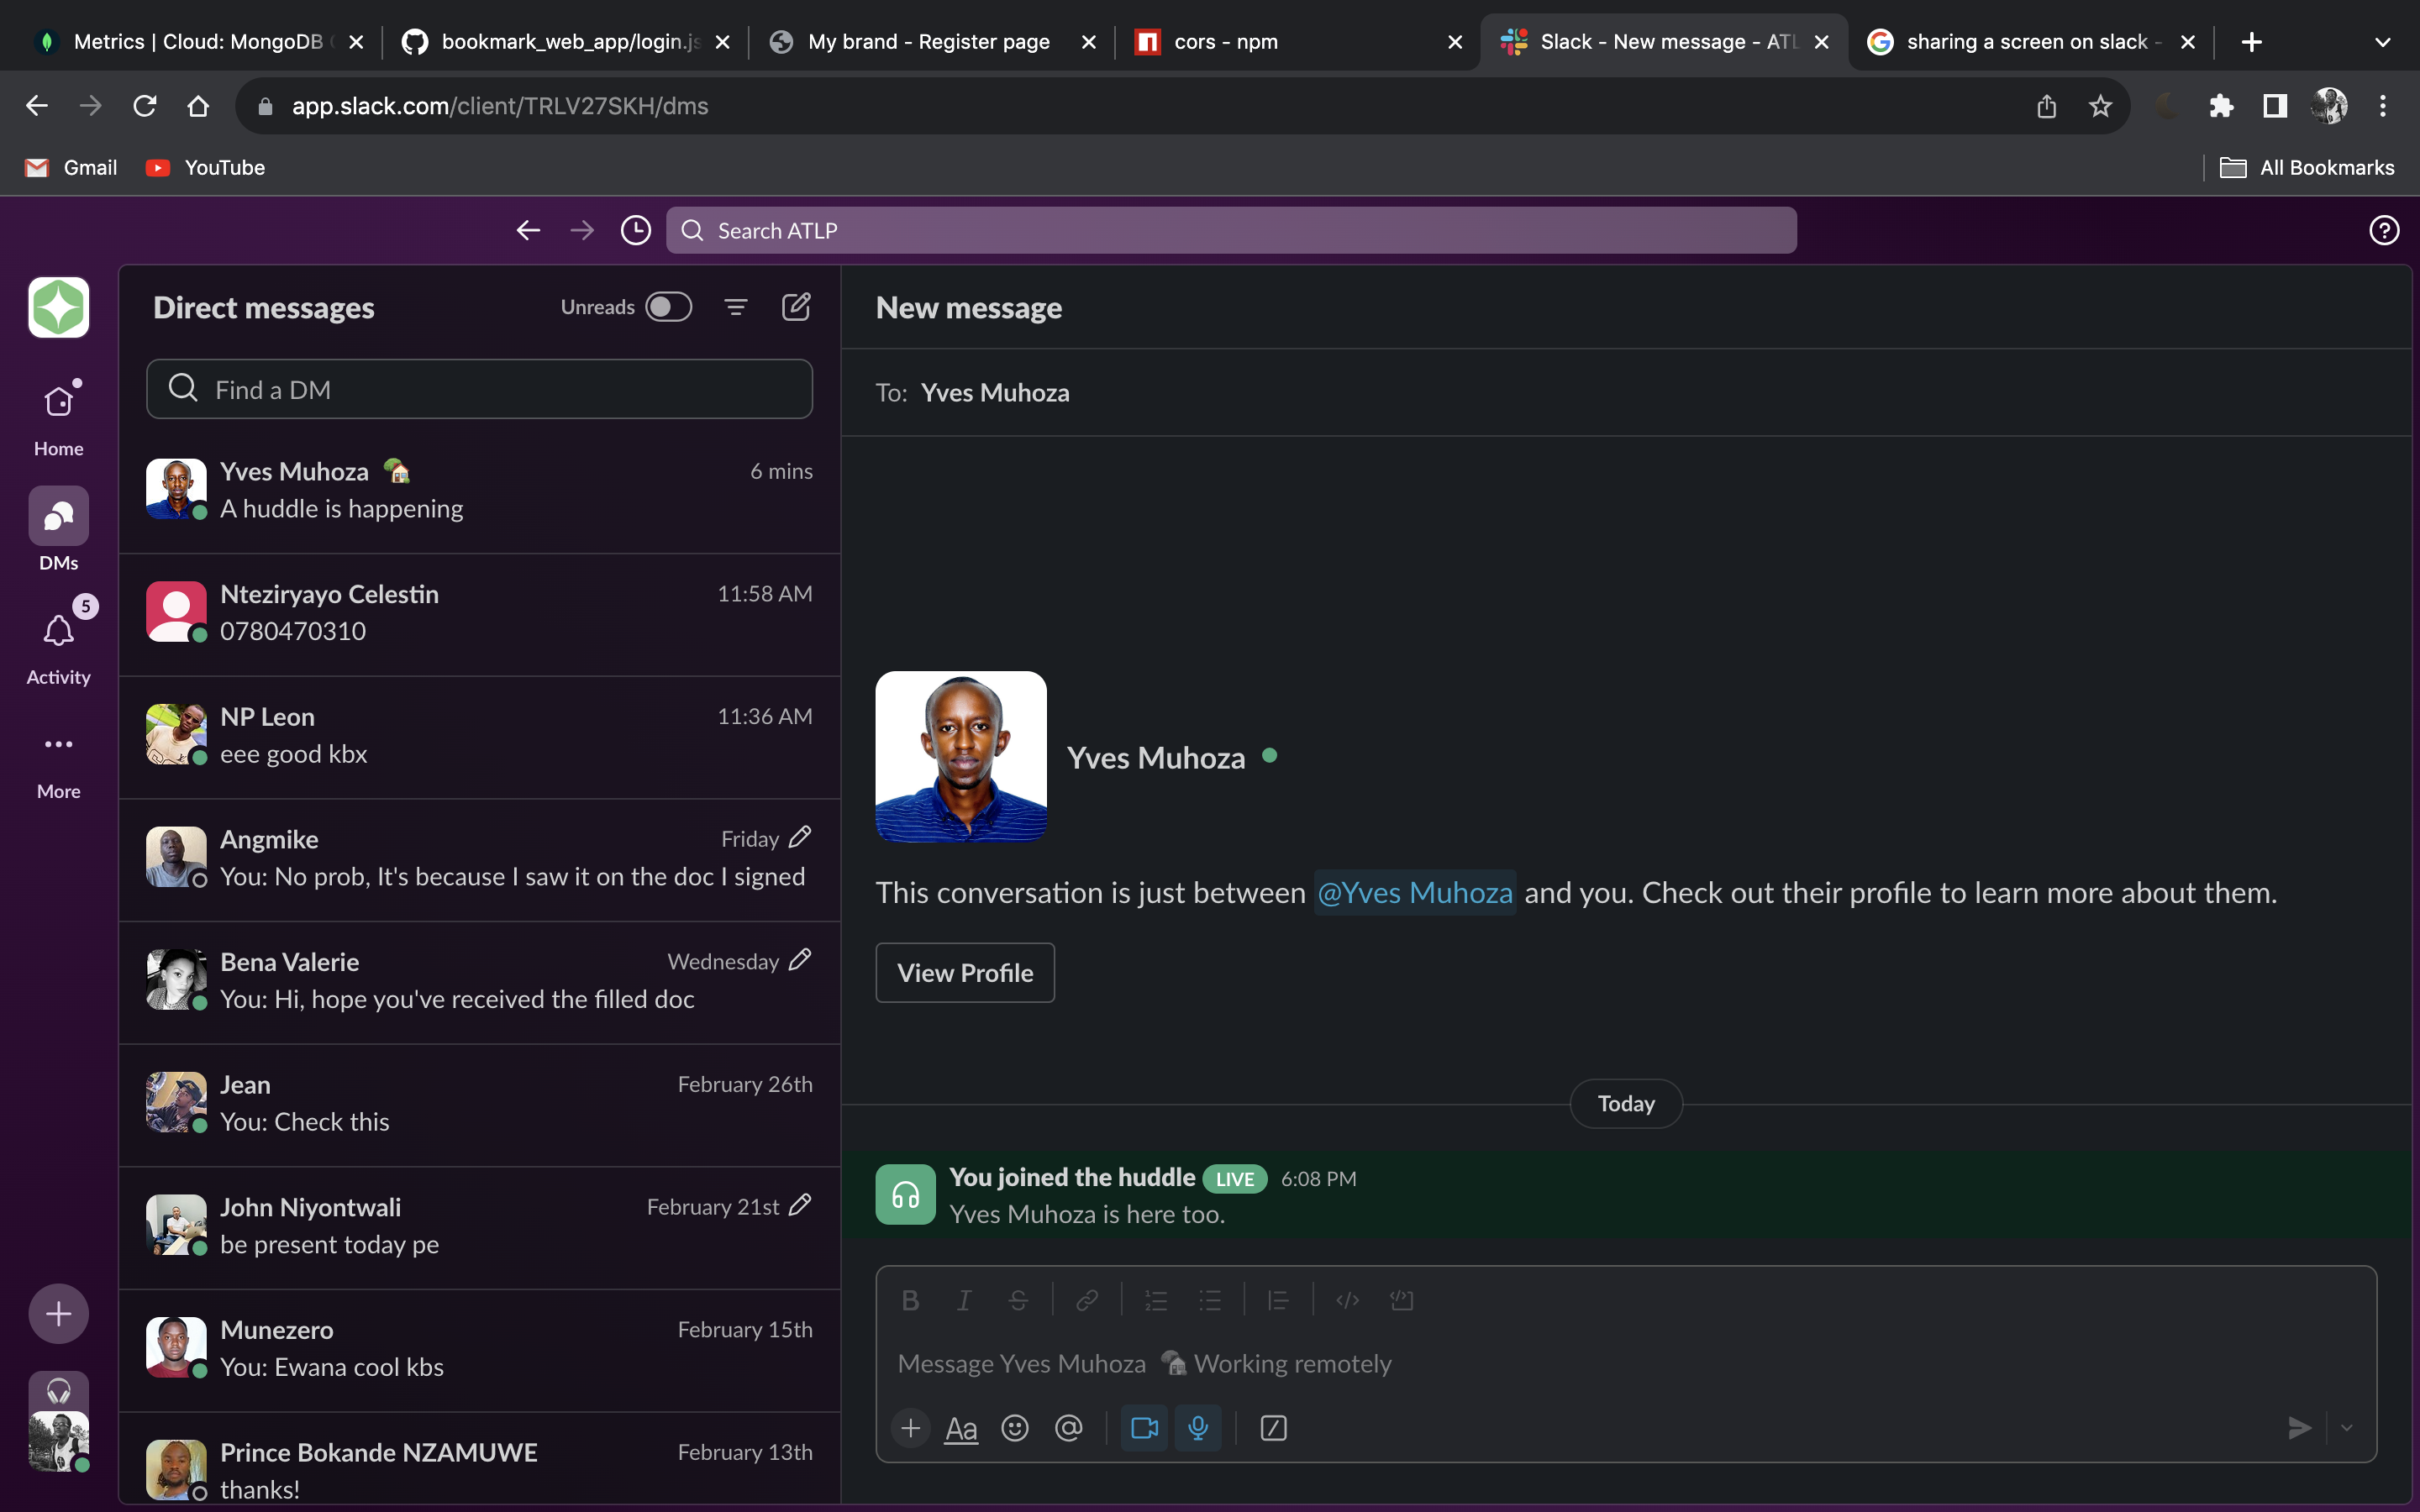 Metrics | Cloud: MongoDB
bookmark_web_app/login.js
My brand - Register page
cors - npm
Slack - New message - ATL
sharing a screen on slack -
app.slack.com/client/TRLV27SKH/dms
Gmail
YouTube
All Bookmarks
Search ATLP
Home
DMs
5
Activity
More
Direct messages
Unreads
Find a DM
Yves Muhoza
6 mins
A huddle is happening
Nteziryayo Celestin
11:58 AM
0780470310
NP Leon
11:36 AM
eee good kbx
Angmike
Friday
You: No prob, It's because I saw it on the doc I signed
Bena Valerie
Wednesday
You: Hi, hope you've received the filled doc
Jean
February 26th
You: Check this
John Niyontwali
February 21st
be present today pe
Munezero
February 15th
You: Ewana cool kbs
Prince Bokande NZAMUWE
February 13th
thanks!
New message
To: Yves Muhoza
Yves Muhoza
This conversation is just between @Yves Muhoza and you. Check out their profile to learn more about them.
View Profile
Today
You joined the huddle LIVE 6:08 PM
Yves Muhoza is here too.
Message Yves Muhoza Working remotely
Aa